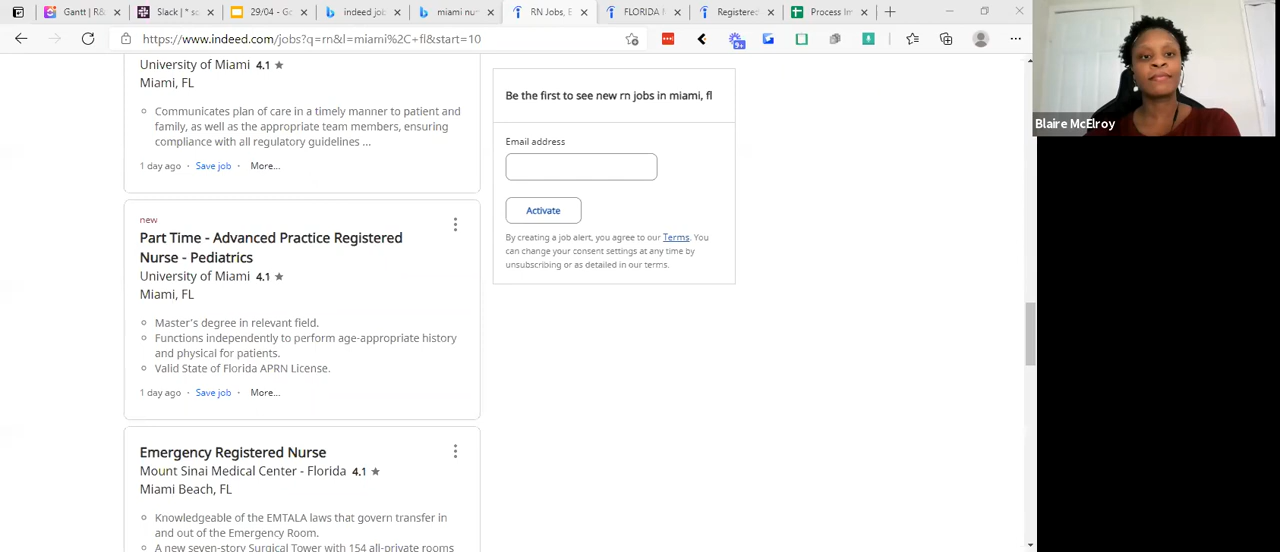 Gantt | R&
Slack | * sc
29/04 - Go
indeed job
miami nur
RN Jobs, E
FLORIDA
Registered
Process Im
https://www.indeed.com/jobs?q=rn&l=miami%2C+fl&start=10
9+
University of Miami 4.1 ★
Miami, FL
Communicates plan of care in a timely manner to patient and
family, as well as the appropriate team members, ensuring
compliance with all regulatory guidelines ...
1 day ago · Save job · More...
new
Part Time - Advanced Practice Registered
Nurse - Pediatrics
University of Miami 4.1 ★
Miami, FL
Master's degree in relevant field.
Functions independently to perform age-appropriate history
and physical for patients.
Valid State of Florida APRN License.
1 day ago · Save job · More...
Emergency Registered Nurse
Mount Sinai Medical Center - Florida 4.1 ★
Miami Beach, FL
Knowledgeable of the EMTALA laws that govern transfer in
and out of the Emergency Room.
A new seven-story Surgical Tower with 154 all-private rooms
Be the first to see new rn jobs in miami, fl
Email address
Activate
By creating a job alert, you agree to our Terms. You
can change your consent settings at any time by
unsubscribing or as detailed in our terms.
Blaire McElroy